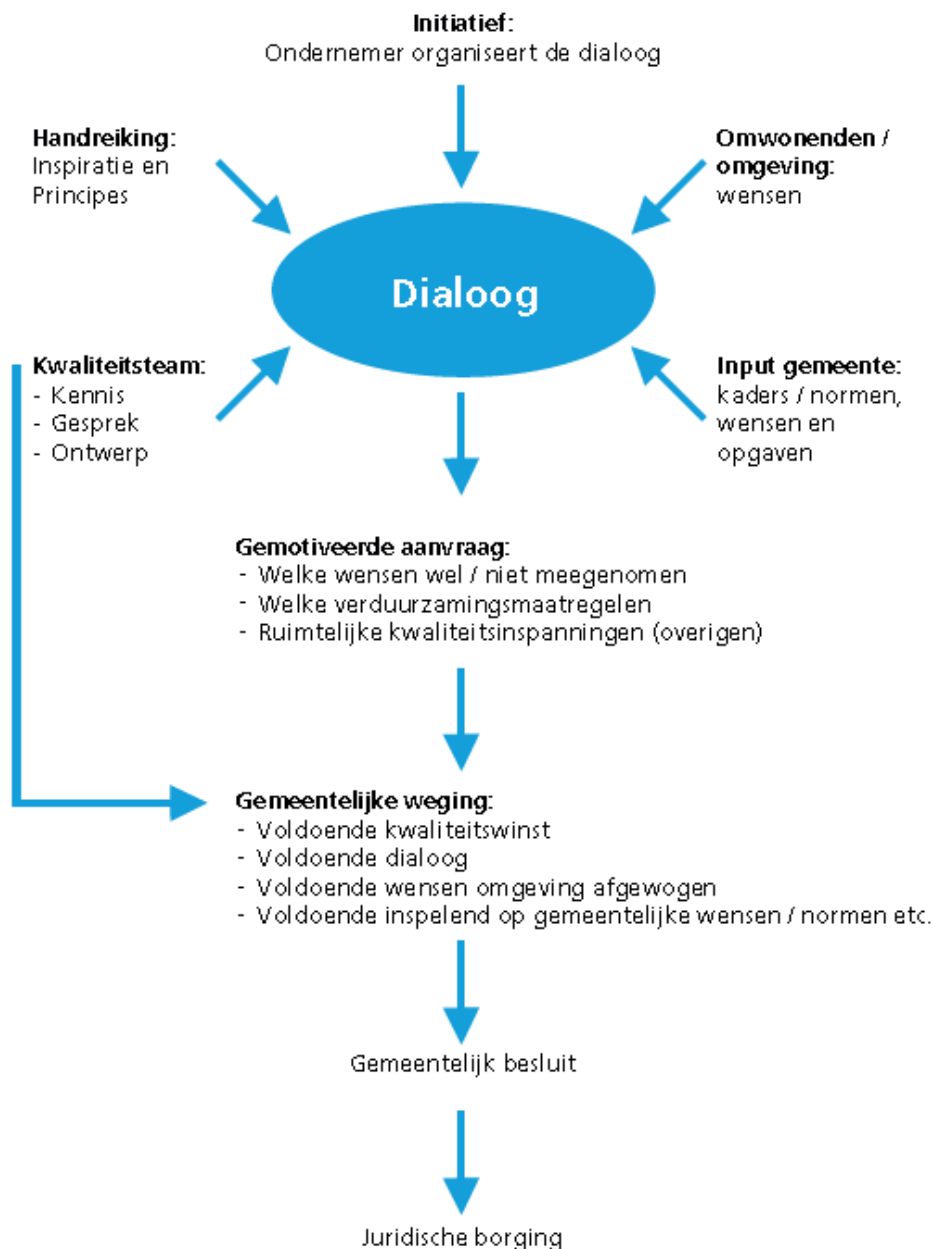 Initiatief:
Ondernemer organiseert de dialoog
Handreiking:
Inspiratie en
Principes
Omwonenden /
omgeving:
wensen
Dialoog
Kwaliteitsteam:
- Kennis
- Gesprek
- Ontwerp
Input gemeente:
kaders / normen,
wensen en
opgaven
Gemotiveerde aanvraag:
- Welke wensen wel / niet meegenomen
- Welke verduurzamingsmaatregelen
- Ruimtelijke kwaliteitsinspanningen (overigen)
Gemeentelijke weging:
- Voldoende kwaliteitswinst
- Voldoende dialoog
- Voldoende wensen omgeving afgewogen
- Voldoende inspelend op gemeentelijke wensen / normen etc.
Gemeentelijk besluit
Juridische borging